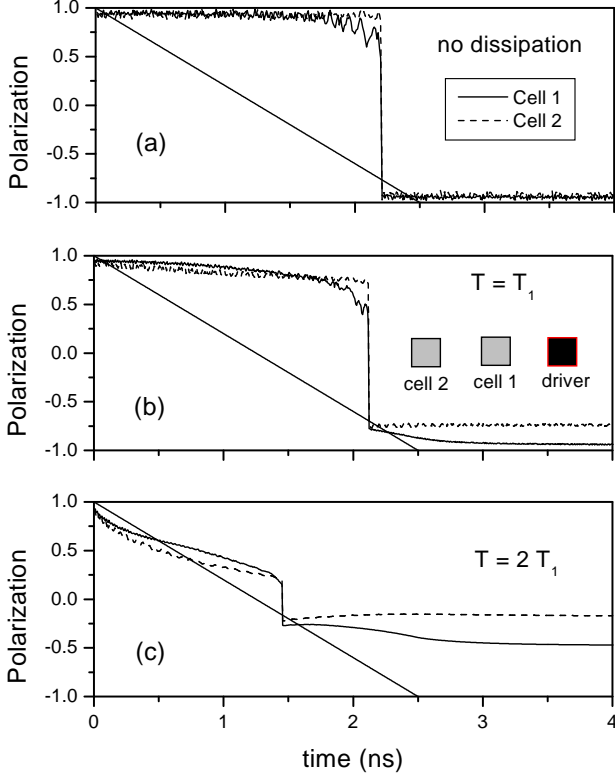 1.0
0.5
0.0
-0.5
-1.0
Polarization
no dissipation
Cell 1
Cell 2
(a)
1.0
0.5
0.0
-0.5
-1.0
Polarization
T = T1
cell 2 cell 1 driver
(b)
1.0
0.5
0.0
-0.5
-1.0
Polarization
T = 2 T1
(c)
0 1 2 3 4
time (ns)